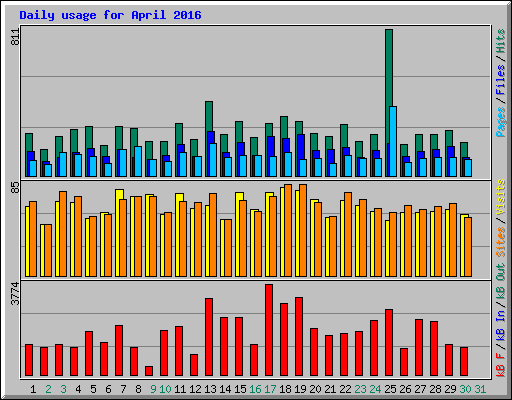 Daily usage for April 2016
811
Pages / Files / Hits
85
Sites / Visits
3774
kB F / kB In / kB Out
1 2 3 4 5 6 7 8 9 10 11 12 13 14 15 16 17 18 19 20 21 22 23 24 25 26 27 28 29 30 31